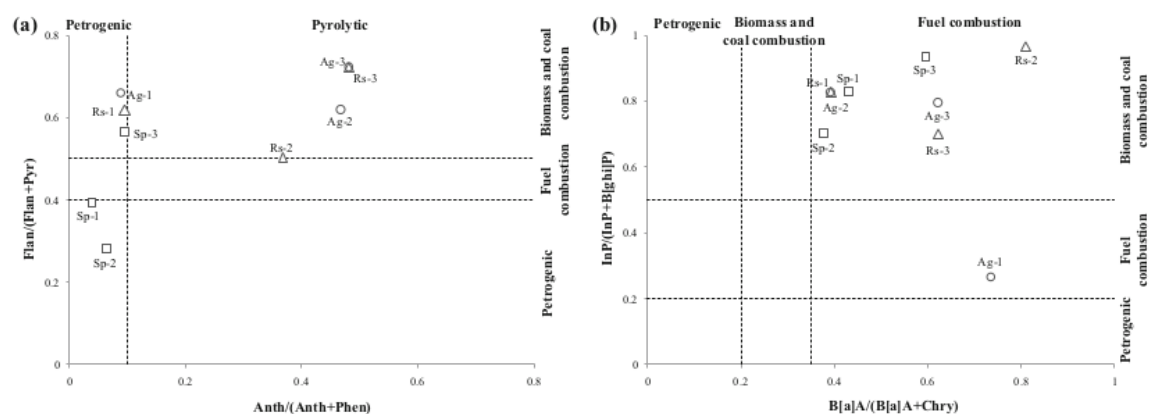 (a)
Petrogenic
Pyrolytic
0.8
0.6
0.4
0.2
0
Flan/(Flan+Pyr)
Ag-3
Rs-3
Ag-1
Rs-1
Ag-2
Sp-3
Rs-2
Sp-1
Sp-2
Biomass and coal
combustion
Fuel
combustion
Petrogenic
0
0.2
0.4
0.6
0.8
Anth/(Anth+Phen)
(b)
Petrogenic
Biomass and
coal combustion
Fuel combustion
1
0.8
0.6
0.4
0.2
0
InP/(InP+B[ghi]P)
Sp-3
Rs-2
Rs-1
Sp-1
Ag-2
Ag-3
Sp-2
Rs-3
Ag-1
Biomass and coal
combustion
Fuel
combustion
Petrogenic
0
0.2
0.4
0.6
0.8
1
B[a]A/(B[a]A+Chry)